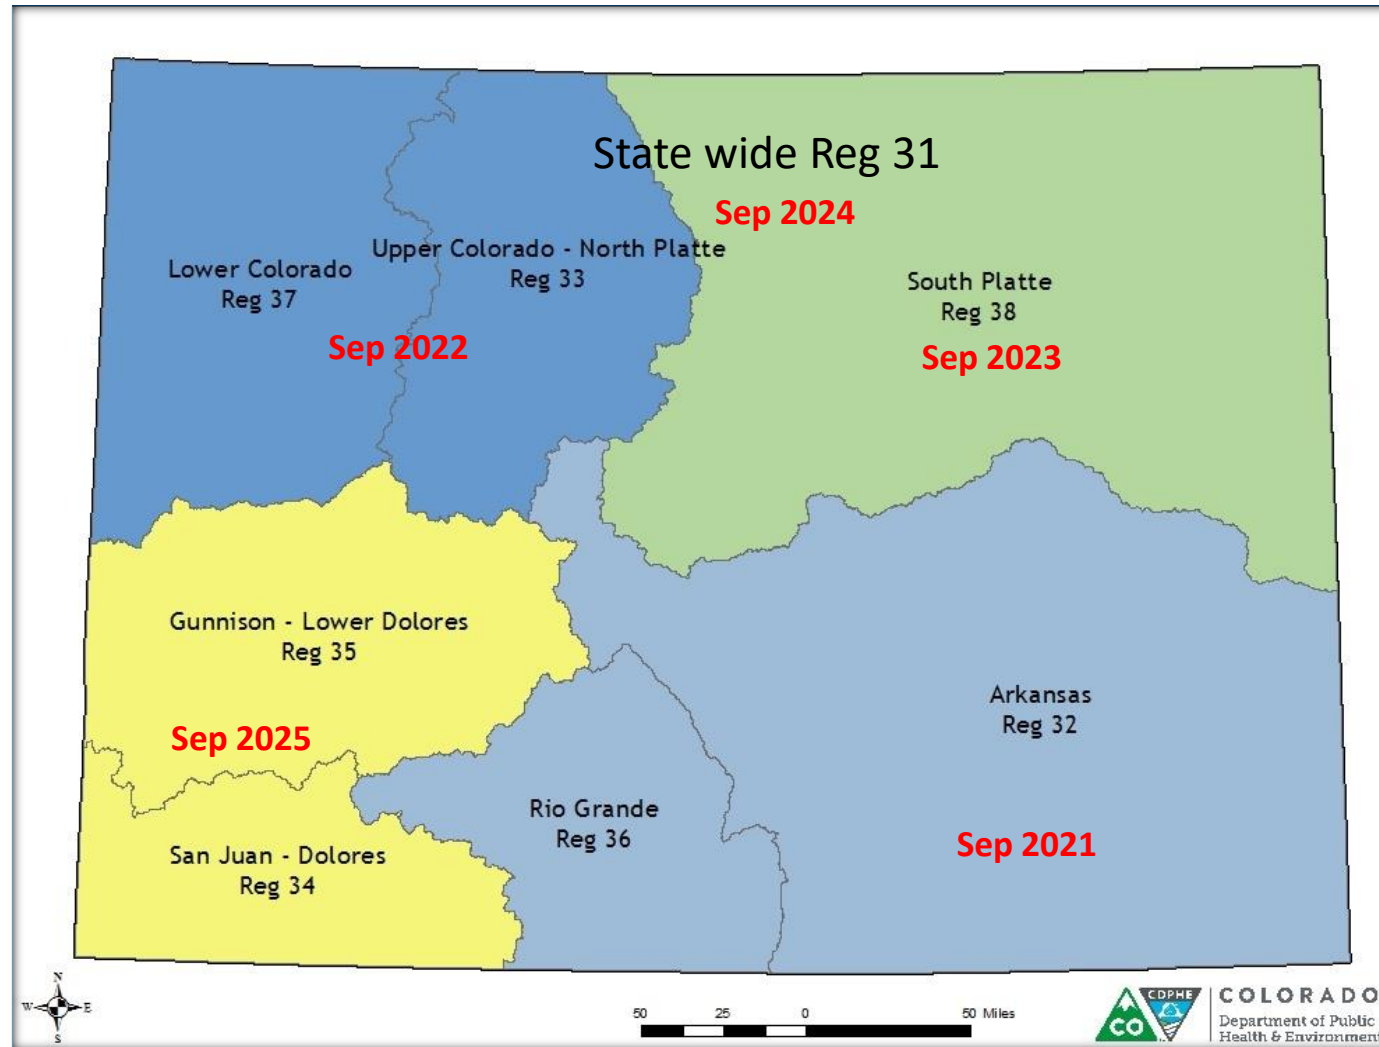 State wide Reg 31
Sep 2024
Upper Colorado - North Platte
Reg 33
Lower Colorado
Reg 37
South Platte
Reg 38
Sep 2022
Sep 2023
Gunnison - Lower Dolores
Reg 35
Arkansas
Reg 32
Sep 2025
Rio Grande
Reg 36
Sep 2021
San Juan - Dolores
Reg 34
N
W E
S
50 25 0 50 Miles
CO
CDPHE
COLORADO
Department of Public
Health & Environment